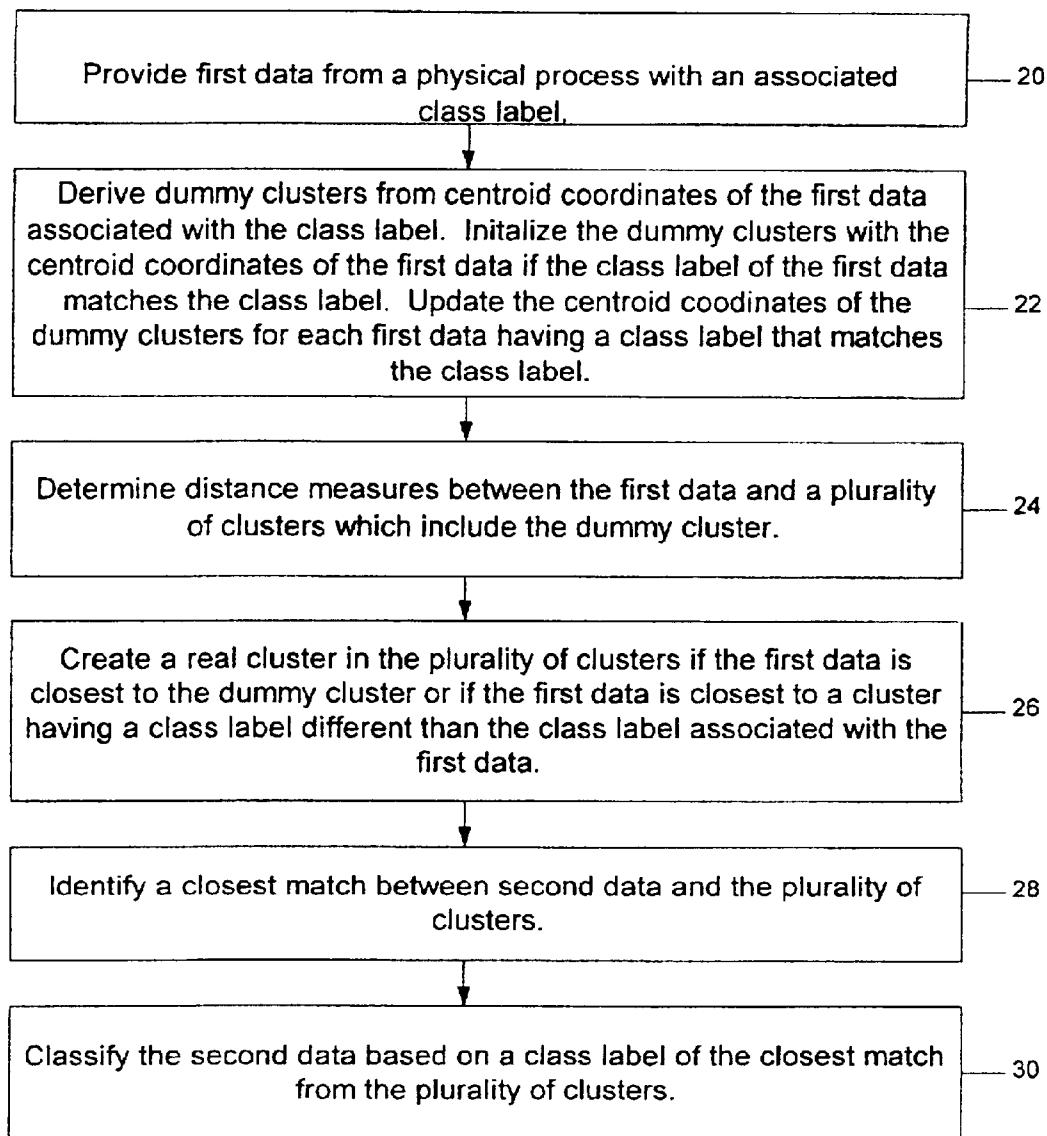 Provide first data from a physical process with an associated
class label.
20
Derive dummy clusters from centroid coordinates of the first data
associated with the class label. Initalize the dummy clusters with the
centroid coordinates of the first data if the class label of the first data
matches the class label. Update the centroid coodinates of the
dummy clusters for each first data having a class label that matches
the class label.
22
Determine distance measures between the first data and a plurality
of clusters which include the dummy cluster.
24
Create a real cluster in the plurality of clusters if the first data is
closest to the dummy cluster or if the first data is closest to a cluster
having a class label different than the class label associated with the
first data.
26
Identify a closest match between second data and the plurality of
clusters.
28
Classify the second data based on a class label of the closest match
from the plurality of clusters.
30